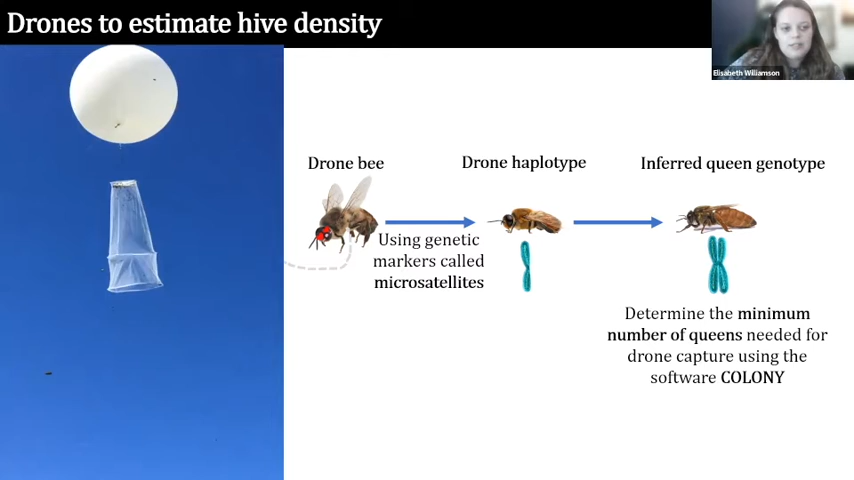 Drones to estimate hive density
Elisabeth Williamson
Drone bee
Drone haplotype
Inferred queen genotype
Using genetic
markers called
microsatellites
Determine the minimum
number of queens needed for
drone capture using the
software COLONY